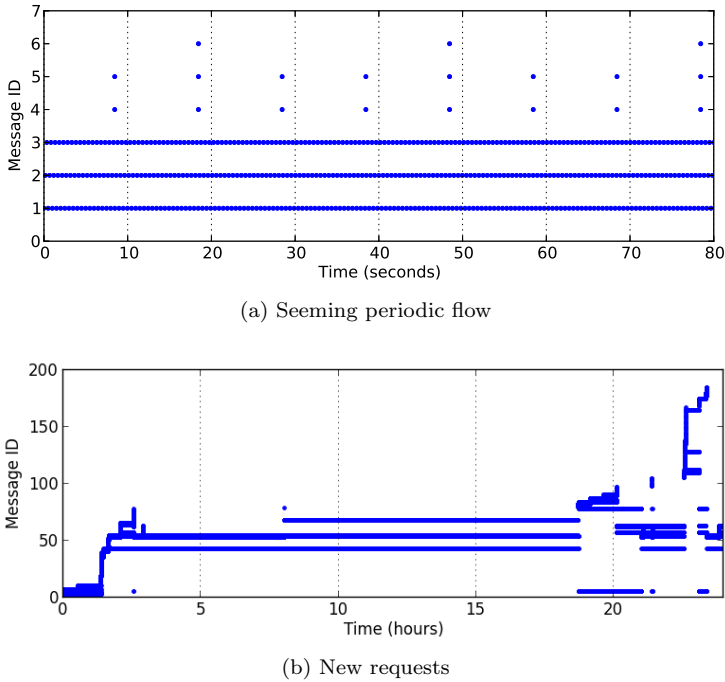 7
6
5
4
3
2
1
0
Message ID
0 10 20 30 40 50 60 70 80
Time (seconds)
(a) Seeming periodic flow
200
150
100
50
0
Message ID
0 5 10 15 20
Time (hours)
(b) New requests